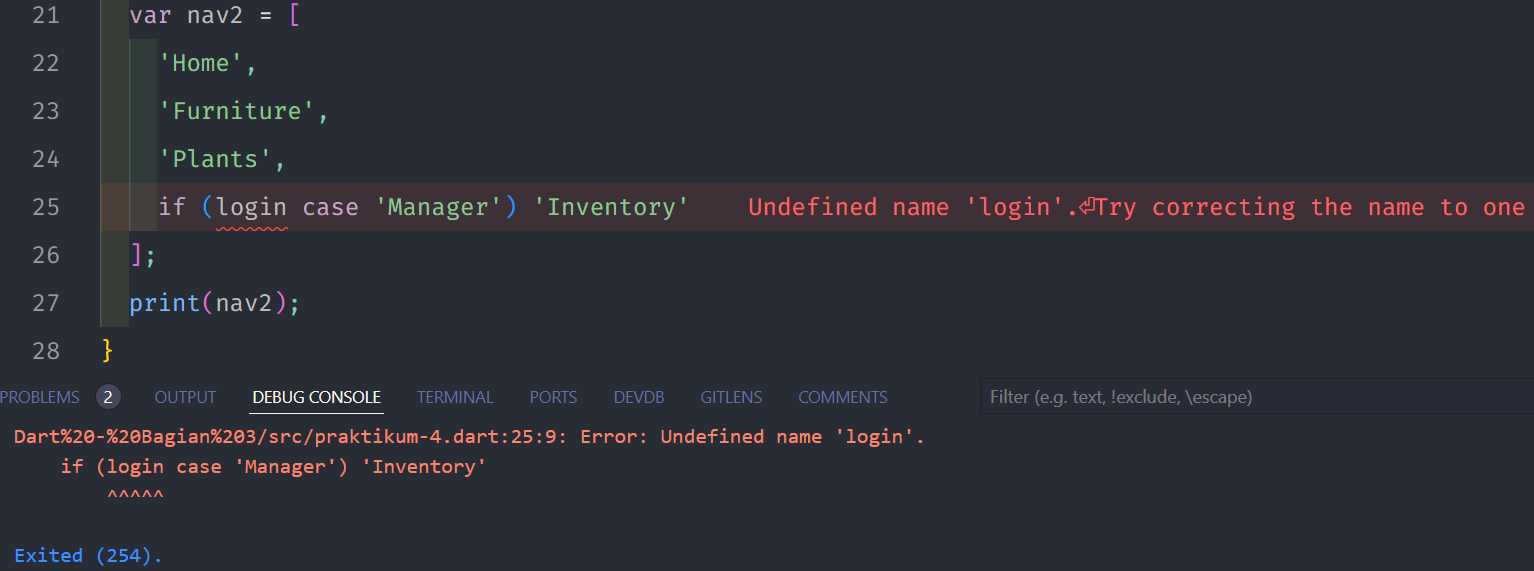 21 var nav2 = [
22 'Home',
23 'Furniture',
24 'Plants',
25 if (login case 'Manager') 'Inventory' Undefined name 'login'.⏎Try correcting the name to one
26 ];
27 print(nav2);
28 }
PROBLEMS 2 OUTPUT DEBUG CONSOLE TERMINAL PORTS DEVDB GITLENS COMMENTS Filter (e.g. text, !exclude, \escape)
Dart%20-%20Bagian%203/src/praktikum-4.dart:25:9: Error: Undefined name 'login'.
if (login case 'Manager') 'Inventory'
^^^^^
Exited (254).